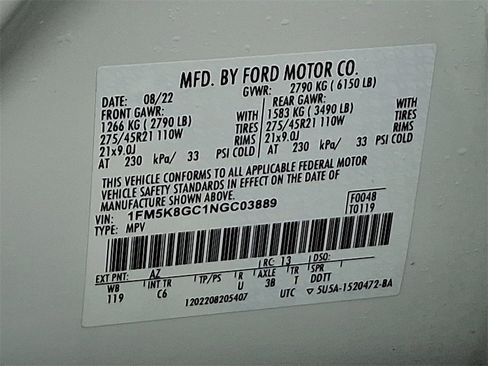 MFD. BY FORD MOTOR CO.
DATE: 08/22 GVWR: 2790 KG ( 6150 LB)
FRONT GAWR: REAR GAWR:
1266 KG ( 2790 LB) WITH 1583 KG ( 3490 LB) WITH
275/45R21 110W TIRES 275/45R21 110W TIRES
21x9.0J RIMS 21x9.0J RIMS
AT 230 kPa/ 33 PSI COLD AT 230 kPa/ 33 PSI COLD
THIS VEHICLE CONFORMS TO ALL APPLICABLE FEDERAL MOTOR
VEHICLE SAFETY STANDARDS IN EFFECT ON THE DATE OF
MANUFACTURE SHOWN ABOVE.
VIN: 1FM5K8GC1NGC03889 F0048
TYPE: MPV T0119
EXT PNT: AZ RC: 13 DSO:
WB INT TR TP/PS R AXLE TR SPR
119 C6 U 3B T DDTT
1202208205407 UTC ▽ 5U5A-1520472-BA